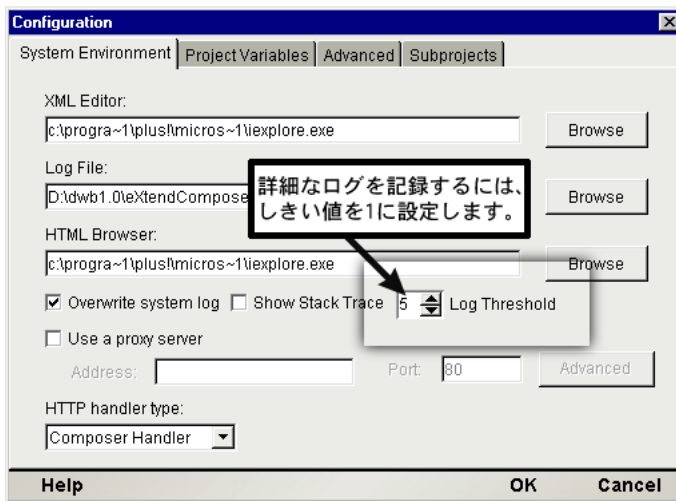 Configuration
System Environment Project Variables Advanced Subprojects
XML Editor:
c:\progra~1\plus!\micros~1\iexplore.exe Browse
Log File:
D:\dwb1.0\eXtendCompose Browse
詳細なログを記録するには、
しきい値を1に設定します。
HTML Browser:
c:\progra~1\plus!\micros~1\iexplore.exe Browse
Overwrite system log Show Stack Trace 5 Log Threshold
Use a proxy server
Address: Port: 80 Advanced
HTTP handler type:
Composer Handler
Help OK Cancel